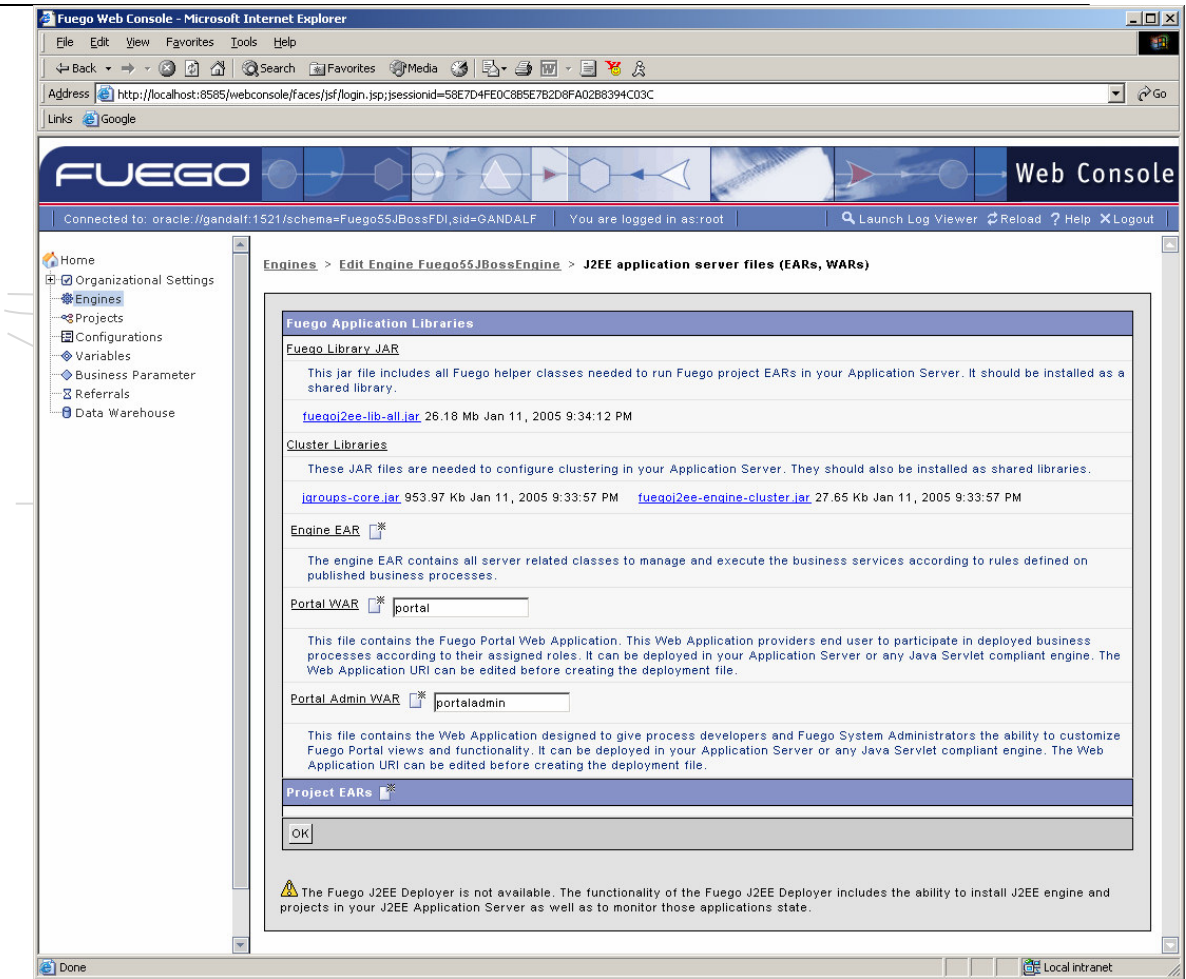 Fuego Web Console - Microsoft Internet Explorer
File Edit View Favorites Tools Help
Back Search Favorites Media
Address http://localhost:8585/webconsole/faces/jsf/login.jsp;jsessionid=58E7D4FE0C8B5E7B2D8FA02B8394C03C Go
Links Google
FUEGO Web Console
Connected to: oracle://gandalf:1521/schema=Fuego55JBossFDI,sid=GANDALF You are logged in as:root Launch Log Viewer Reload ? Help Logout
Home
Organizational Settings
Engines
Projects
Configurations
Variables
Business Parameter
Referrals
Data Warehouse
Engines > Edit Engine Fuego55JBossEngine > J2EE application server files (EARs, WARs)
Fuego Application Libraries
Fuego Library JAR
This jar file includes all Fuego helper classes needed to run Fuego project EARs in your Application Server. It should be installed as a
shared library.
fuegoj2ee-lib-all.jar 26.18 Mb Jan 11, 2005 9:34:12 PM
Cluster Libraries
These JAR files are needed to configure clustering in your Application Server. They should also be installed as shared libraries.
jgroups-core.jar 953.97 Kb Jan 11, 2005 9:33:57 PM fuegoj2ee-engine-cluster.jar 27.65 Kb Jan 11, 2005 9:33:57 PM
Engine EAR
The engine EAR contains all server related classes to manage and execute the business services according to rules defined on
published business processes.
Portal WAR portal
This file contains the Fuego Portal Web Application. This Web Application providers end user to participate in deployed business
processes according to their assigned roles. It can be deployed in your Application Server or any Java Servlet compliant engine. The
Web Application URI can be edited before creating the deployment file.
Portal Admin WAR portaladmin
This file contains the Web Application designed to give process developers and Fuego System Administrators the ability to customize
Fuego Portal views and functionality. It can be deployed in your Application Server or any Java Servlet compliant engine. The Web
Application URI can be edited before creating the deployment file.
Project EARs
OK
The Fuego J2EE Deployer is not available. The functionality of the Fuego J2EE Deployer includes the ability to install J2EE engine and
projects in your J2EE Application Server as well as to monitor those applications state.
Done Local intranet